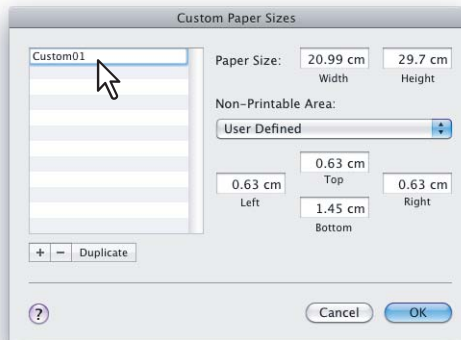 Custom Paper Sizes
Custom01
Paper Size:
20.99 cm
29.7 cm
Width
Height
Non-Printable Area:
User Defined
0.63 cm
Top
0.63 cm
0.63 cm
Left
Right
1.45 cm
Bottom
+ − Duplicate
?
Cancel
OK